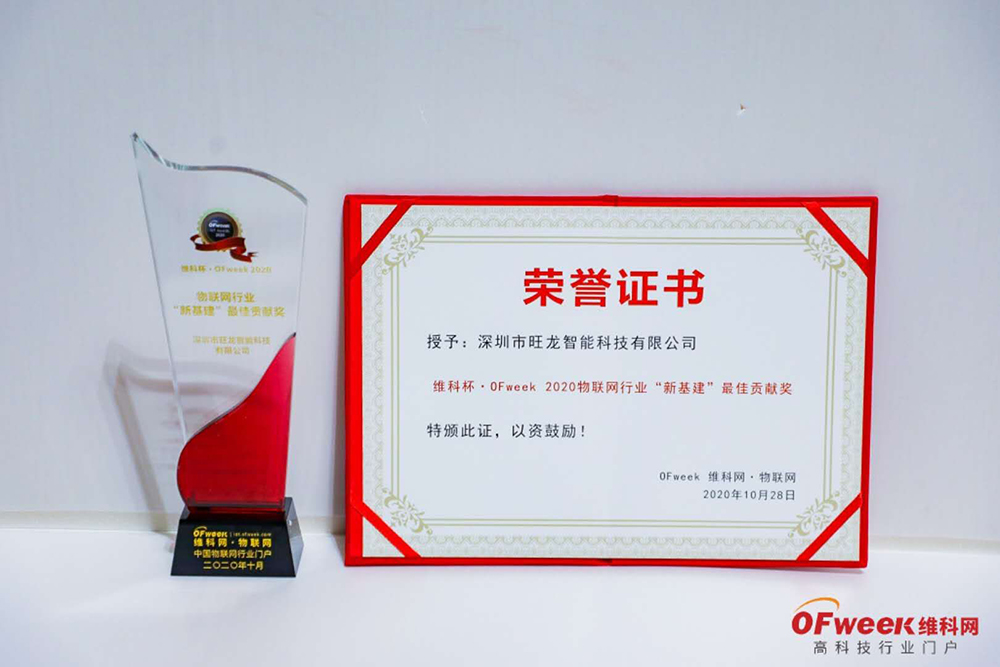 OFweek
2020
维科杯·OFweek 2020
物联网行业
“新基建”最佳贡献奖
深圳市旺龙智能科技
有限公司
OFweek iot.ofweek.com
维科网·物联网
中国物联网行业门户
二〇二〇年十月
荣誉证书
授予：深圳市旺龙智能科技有限公司
维科杯·OFweek 2020物联网行业“新基建”最佳贡献奖
特颁此证，以资鼓励！
OFweek 维科网·物联网
2020年10月28日
OFweek维科网
高科技行业门户